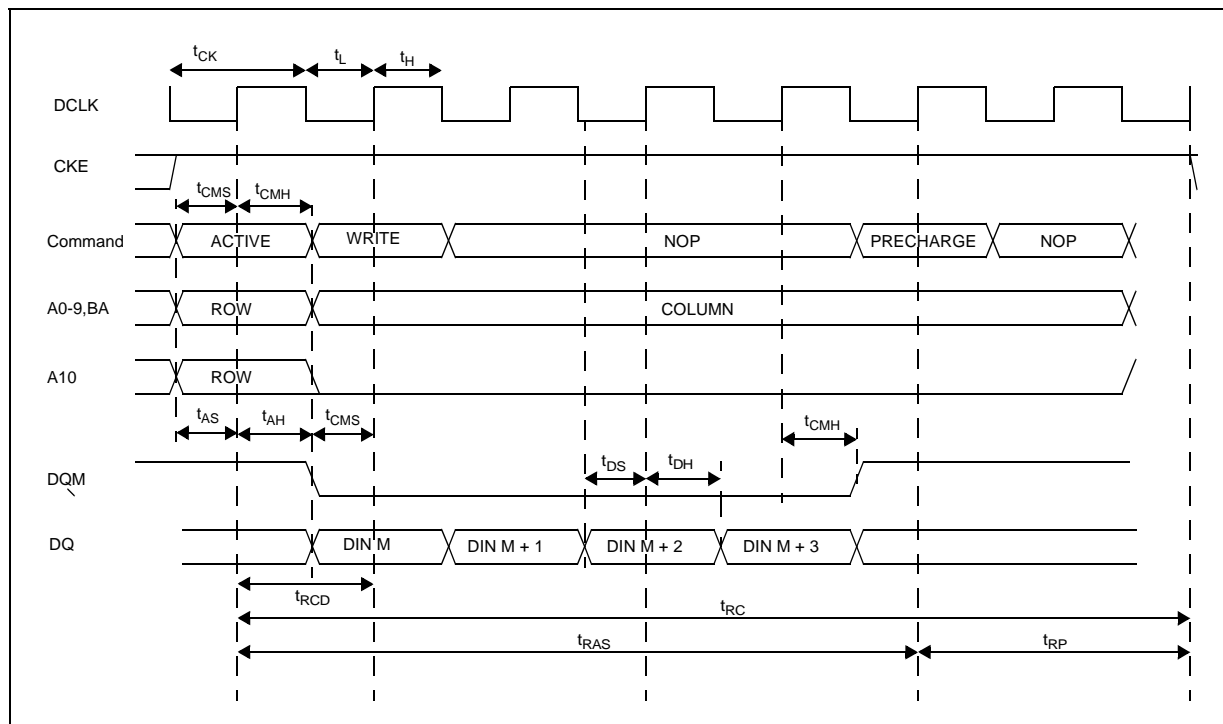 tCK tL tH
DCLK
CKE
tCMS tCMH
Command ACTIVE WRITE NOP PRECHARGE NOP
A0-9,BA ROW COLUMN
A10 ROW
tAS tAH tCMS tCMH
tDS tDH
DQM
DQ DIN M DIN M + 1 DIN M + 2 DIN M + 3
tRCD tRC
tRAS tRP